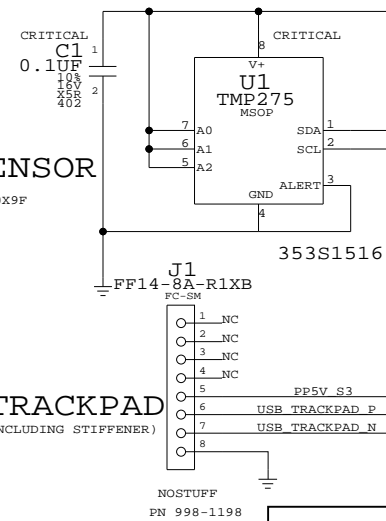 CRITICAL
C1 1
0.1UF
10%
16V
X5R
402
2
8
CRITICAL
V+
U1
TMP275
MSOP
7 A0
6 A1
5 A2
SDA 1
SCL 2
ALERT 3
GND
4
ENSOR
0X9F
353S1516
J1
FF14-8A-R1XB
FC-SM
1 NC
2 NC
3 NC
4 NC
5 PP5V_S3
6 USB_TRACKPAD_P
7 USB_TRACKPAD_N
8
TRACKPAD
NCLUDING STIFFENER)
NOSTUFF
PN 998-1198